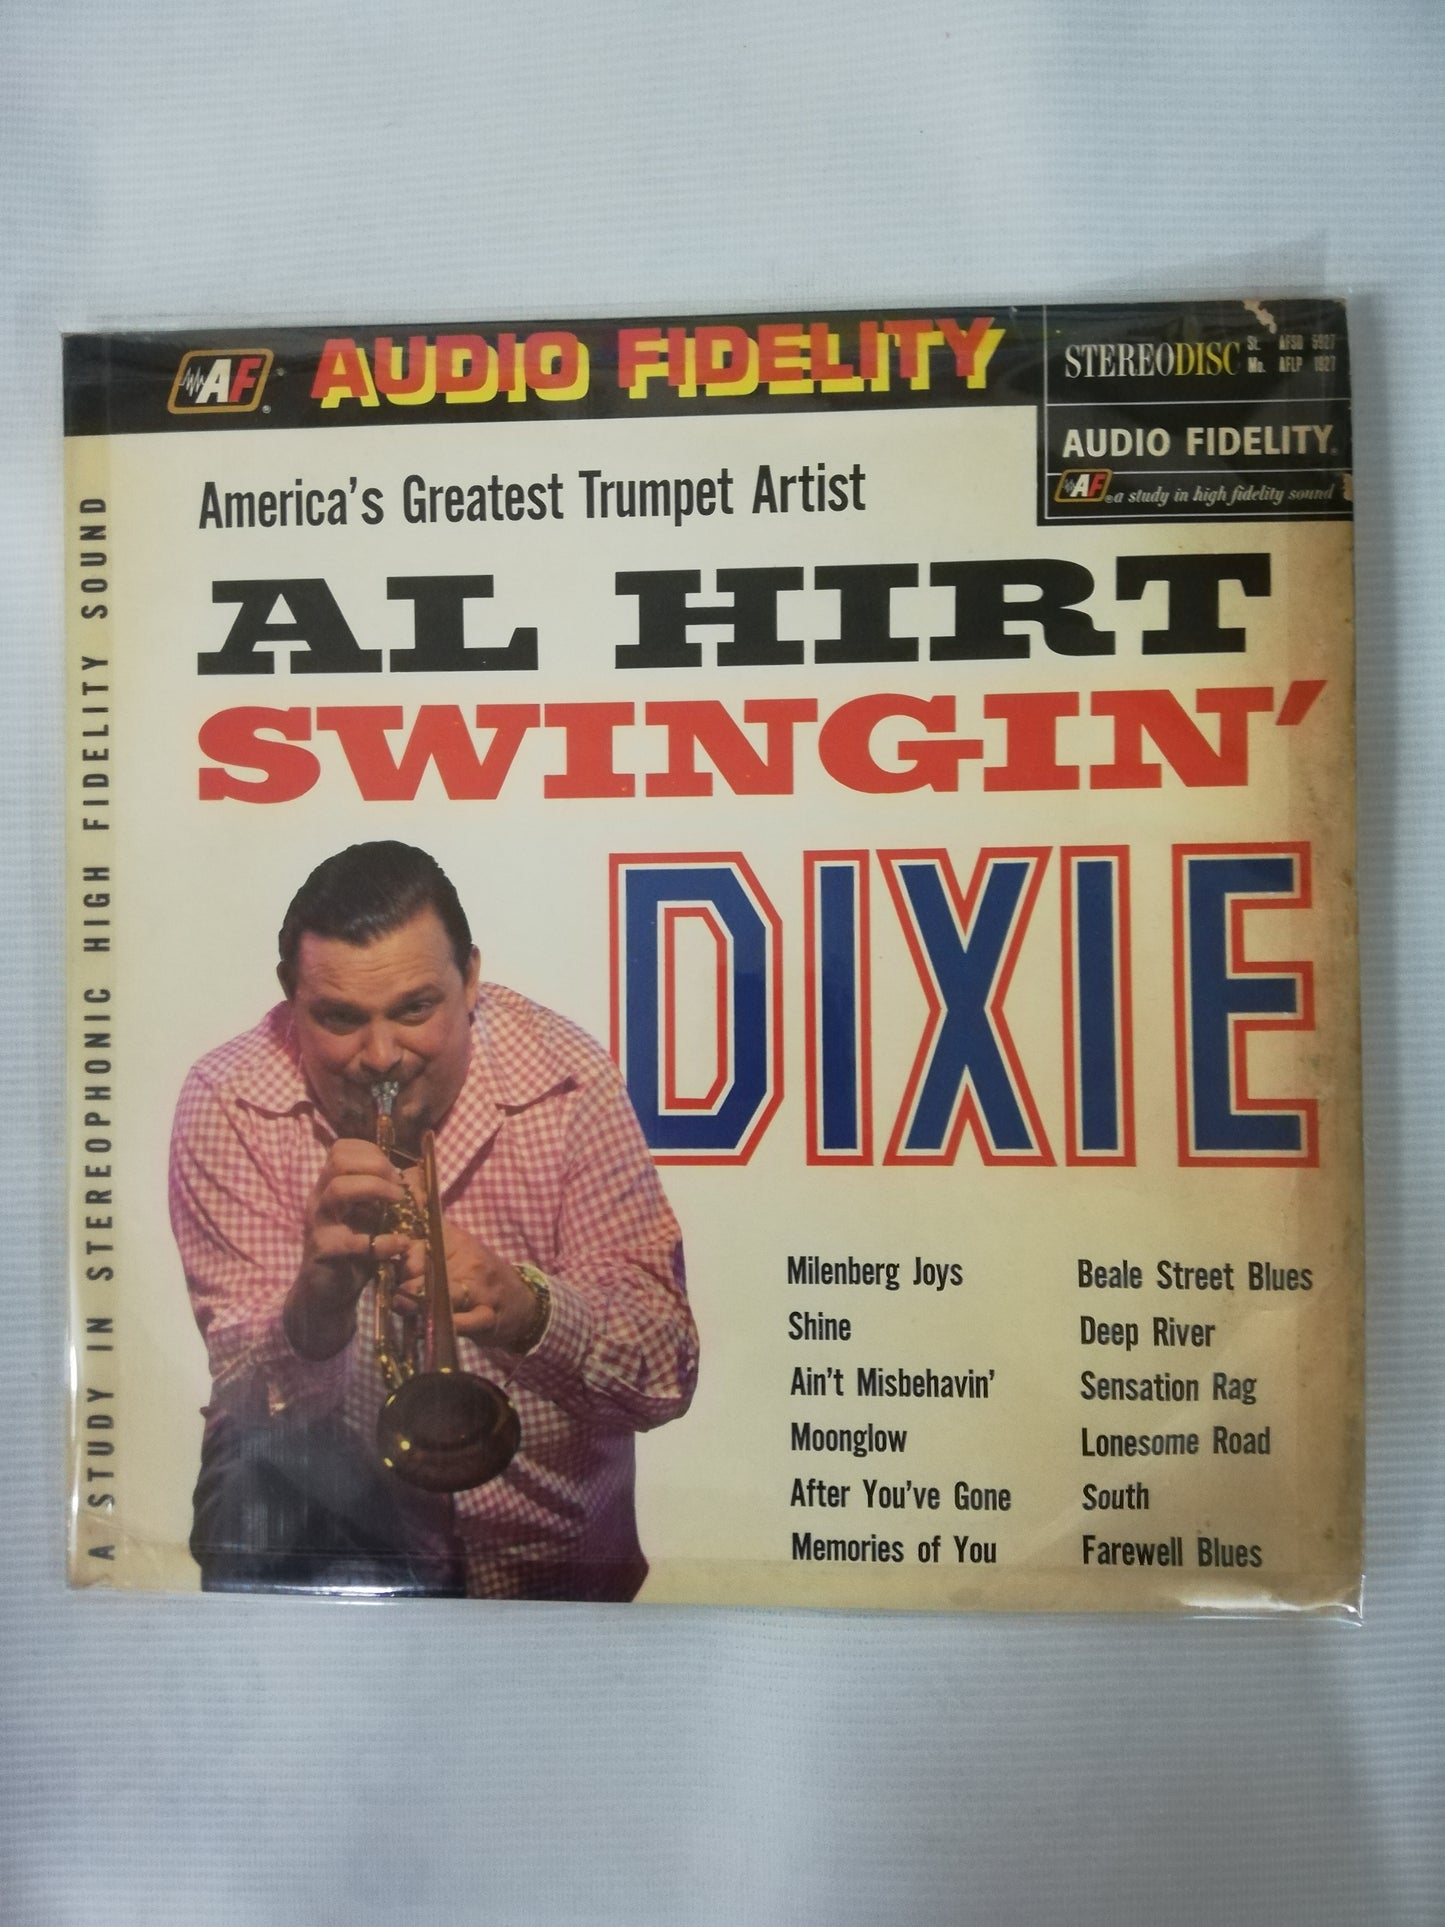 AF ® AUDIO FIDELITY
STEREODISC St. AFSD 5927
Mo. AFLP 1927
AUDIO FIDELITY®
AF® a study in high fidelity sound
America's Greatest Trumpet Artist
AL HIRT
SWINGIN'
DIXIE
A STUDY IN STEREOPHONIC HIGH FIDELITY SOUND
Milenberg Joys
Shine
Ain't Misbehavin'
Moonglow
After You've Gone
Memories of You
Beale Street Blues
Deep River
Sensation Rag
Lonesome Road
South
Farewell Blues